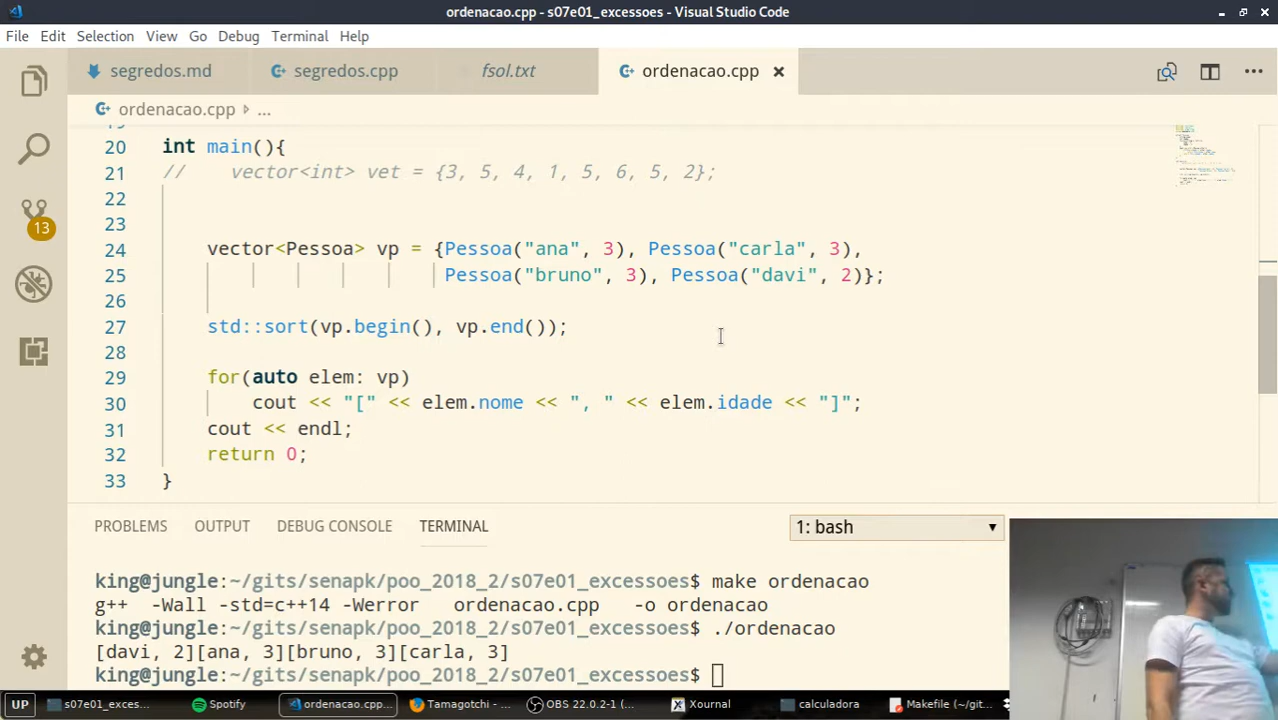 ordenacao.cpp - s07e01_excessoes - Visual Studio Code
File Edit Selection View Go Debug Terminal Help
segredos.md segredos.cpp fsol.txt ordenacao.cpp
ordenacao.cpp ...
20 int main(){
21 // vector<int> vet = {3, 5, 4, 1, 5, 6, 5, 2};
22
23
24 vector<Pessoa> vp = {Pessoa("ana", 3), Pessoa("carla", 3),
25 Pessoa("bruno", 3), Pessoa("davi", 2)};
26
27 std::sort(vp.begin(), vp.end());
28
29 for(auto elem: vp)
30 cout << "[" << elem.nome << ", " << elem.idade << "]";
31 cout << endl;
32 return 0;
33 }
13
PROBLEMS OUTPUT DEBUG CONSOLE TERMINAL 1: bash
king@jungle:~/gits/senapk/poo_2018_2/s07e01_excessoes$ make ordenacao
g++ -Wall -std=c++14 -Werror ordenacao.cpp -o ordenacao
king@jungle:~/gits/senapk/poo_2018_2/s07e01_excessoes$ ./ordenacao
[davi, 2][ana, 3][bruno, 3][carla, 3]
king@jungle:~/gits/senapk/poo_2018_2/s07e01_excessoes$
UP s07e01_exces... Spotify ordenacao.cpp... Tamagotchi - ... OBS 22.0.2-1 (... Xournal calculadora Makefile (~/gi...